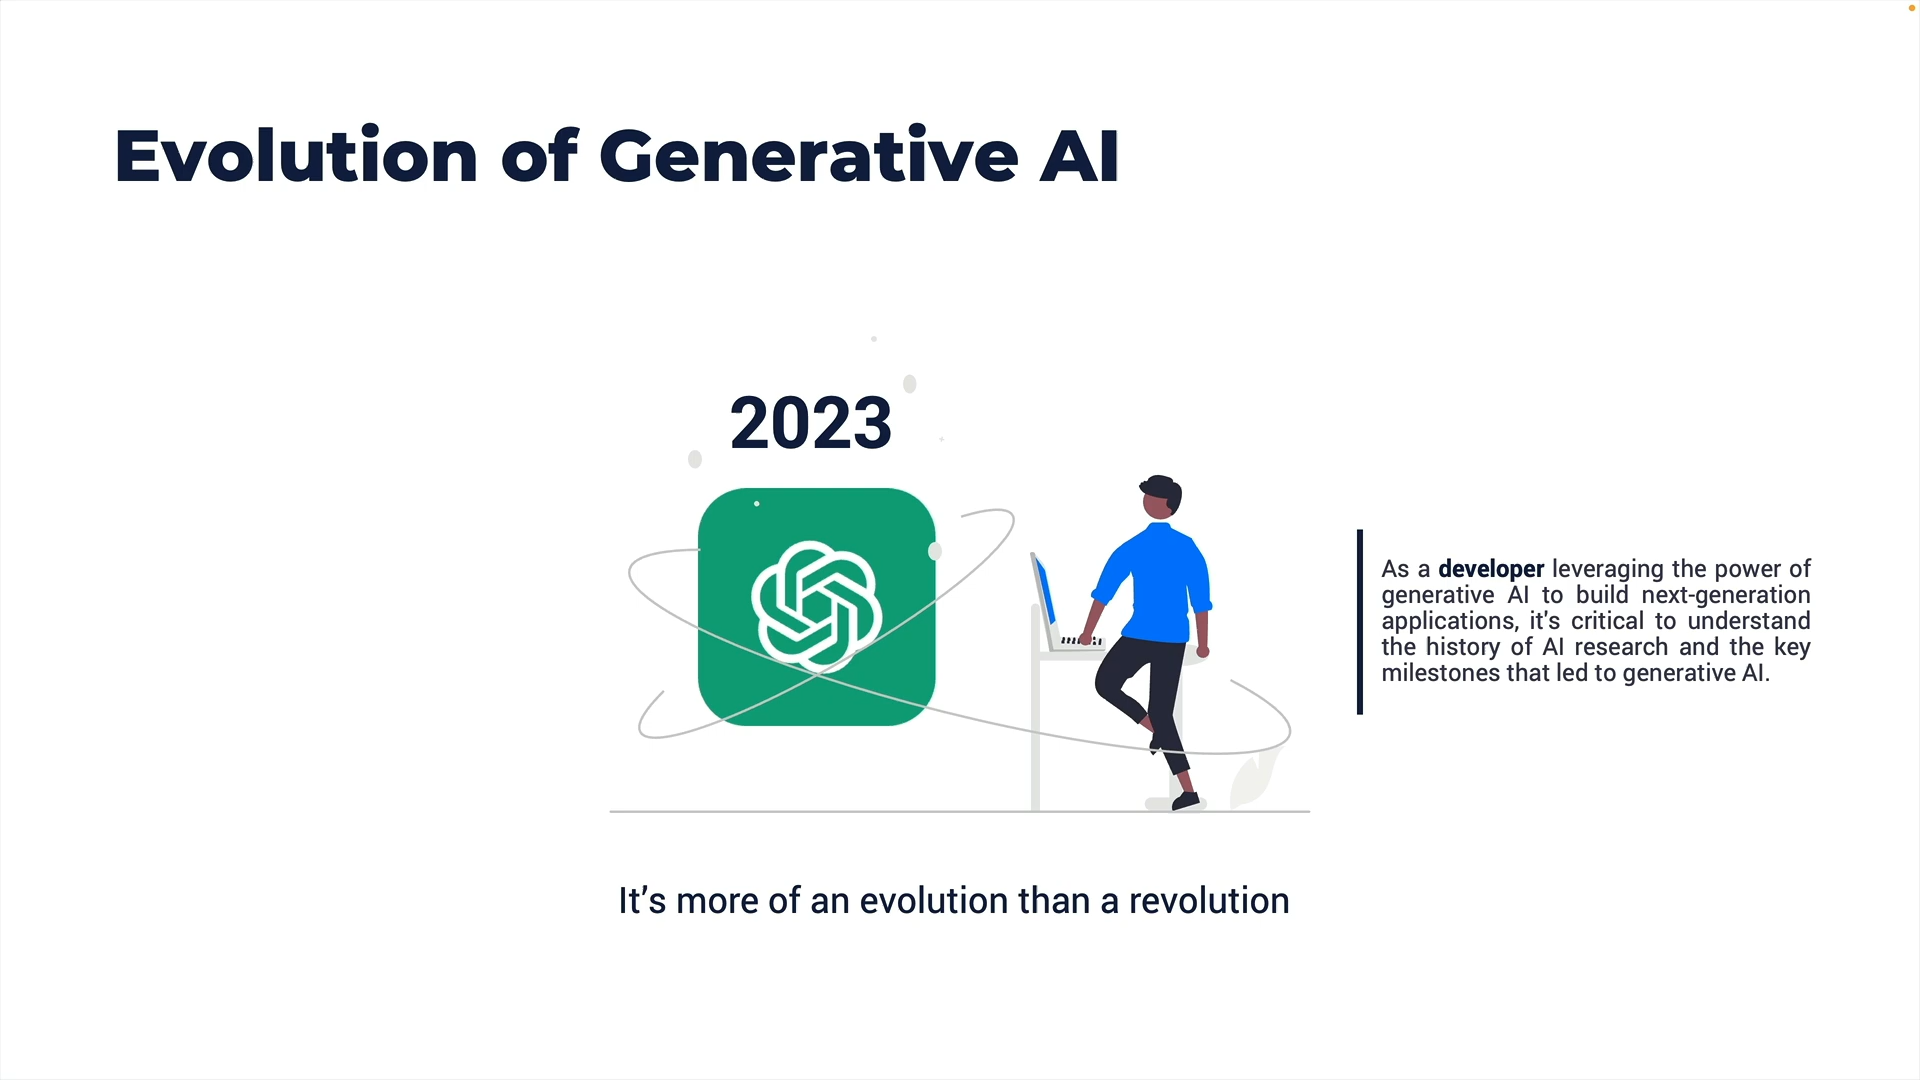 Evolution of Generative AI
2023
As a developer leveraging the power of
generative AI to build next-generation
applications, it's critical to understand
the history of AI research and the key
milestones that led to generative AI.
It’s more of an evolution than a revolution